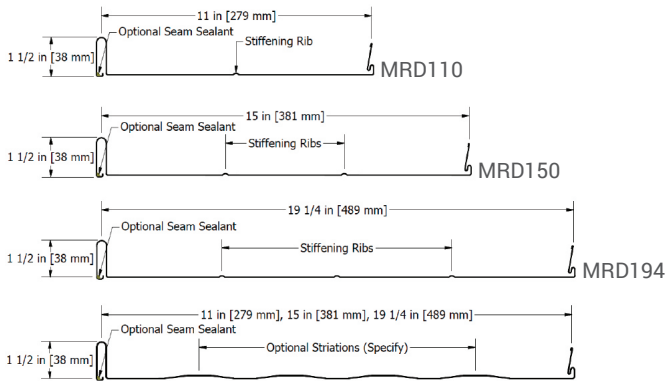 11 in [279 mm]
Optional Seam Sealant
Stiffening Rib
1 1/2 in [38 mm]
MRD110
15 in [381 mm]
Optional Seam Sealant
Stiffening Ribs
1 1/2 in [38 mm]
MRD150
19 1/4 in [489 mm]
Optional Seam Sealant
Stiffening Ribs
1 1/2 in [38 mm]
MRD194
11 in [279 mm], 15 in [381 mm], 19 1/4 in [489 mm]
Optional Seam Sealant
Optional Striations (Specify)
1 1/2 in [38 mm]